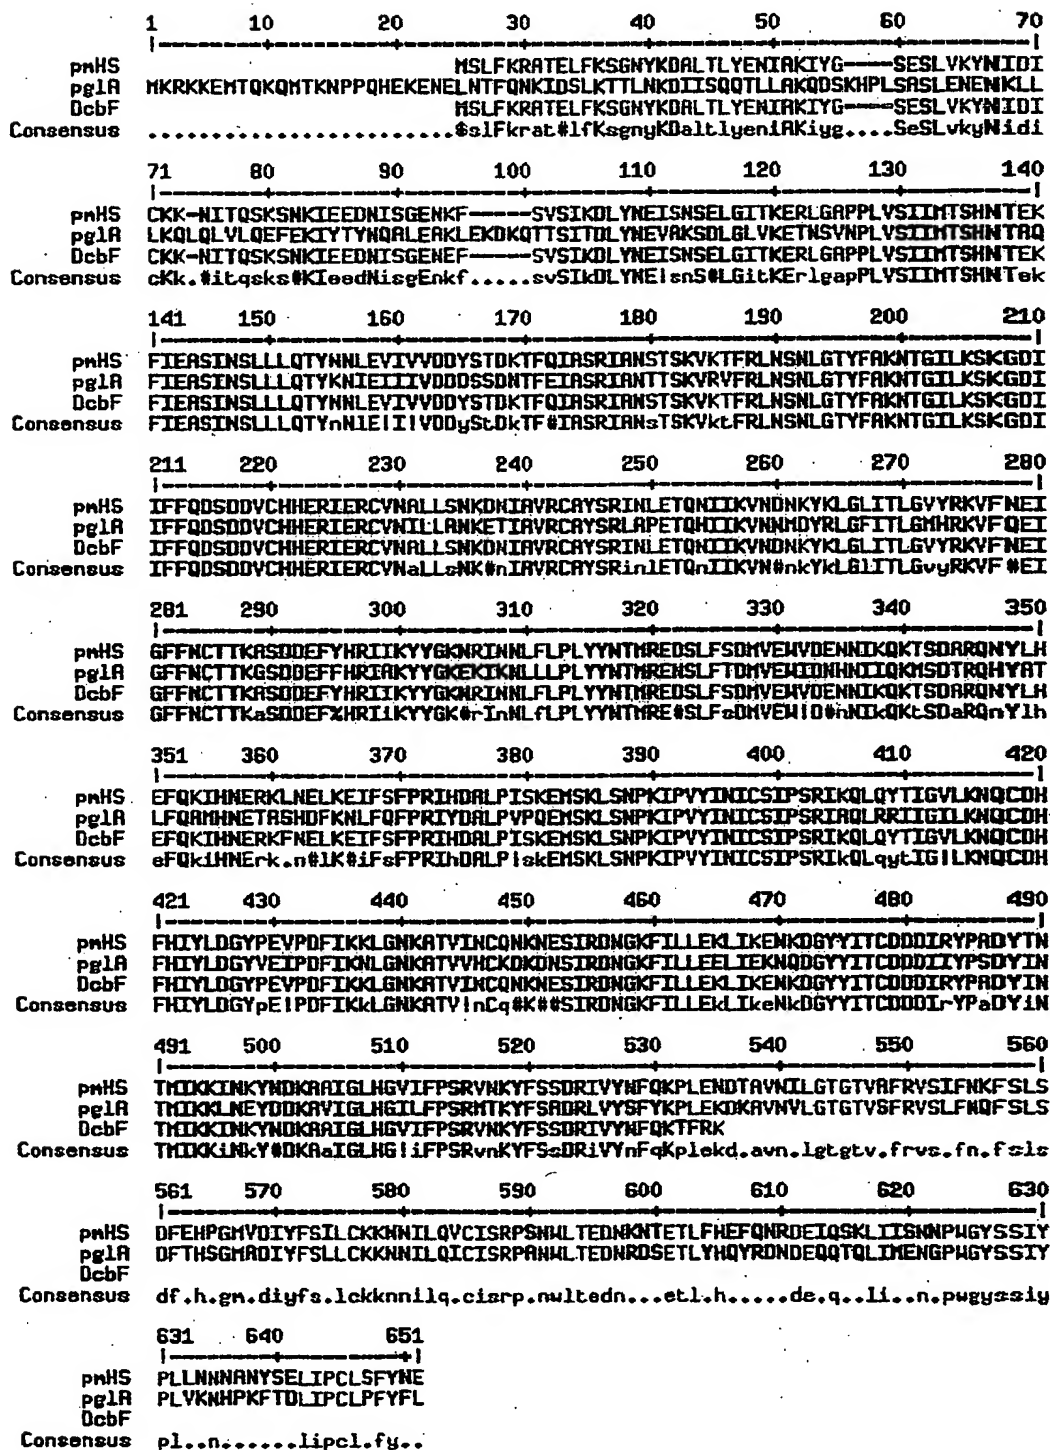 1 10 20 30 40 50 60 70
|--------+---------+---------+---------+---------+---------+---------|
pmHS MSLFKRATELFKSGNYKDALTLYENIAKIYG-----SESLVKYNIDI
pglA MKRKKEMTQKQMTKNPPQHEKENELNTFQNKIDSLKTTLNKDIISQQTLLAKQDSKHPLSASLENENKLL
DcbF MSLFKRATELFKSGNYKDALTLYENIAKIYG-----SESLVKYNIDI
Consensus ........................$slFkrat#lfKsgnyKDaltlyeniAKiyg.....SeSLvkyNidi
71 80 90 100 110 120 130 140
|--------+---------+---------+---------+---------+---------+---------|
pmHS CKK-NITQSKSNKIEEDNISGENKF------SVSIKDLYNEISNSELGITKERLGAPPLVSIIMTSHNTEK
pglA LKQLQLVLQEFEKIYTYNQALEAKLEKDKQTTSITDLYNEVAKSDLGLVKETNSVNPLVSIIMTSHNTAQ
DcbF CKK-NITQSKSNKIEEDNISGENEF------SVSIKDLYNEISNSELGITKERLGAPPLVSIIMTSHNTEK
Consensus cKk.#itqsks#KIeedNisgEnkf.....svSIKDLYNE!snS#LGitKErlgapPLVSIIMTSHNTek
141 150 160 170 180 190 200 210
|--------+---------+---------+---------+---------+---------+---------|
pmHS FIEASINSLLLQTYNNLEVIVVDDYSTDKTFQIASRIANSTSKVKTFRLNSNLGTYFAKNTGILKSKGDI
pglA FIEASINSLLLQTYKNIEIIIVDDDSSDNTFEIASRIANTTSKVRVFRLNSNLGTYFAKNTGILKSKGDI
DcbF FIEASINSLLLQTYNNLEVIVVDDYSTDKTFQIASRIANSTSKVKTFRLNSNLGTYFAKNTGILKSKGDI
Consensus FIEASINSLLLQTYnNlE!I!VDDyStDkTF#IASRIANsTSKVktFRLNSNLGTYFAKNTGILKSKGDI
211 220 230 240 250 260 270 280
|--------+---------+---------+---------+---------+---------+---------|
pmHS IFFQDSDDVCHHERIERCVNALLSNKDNIAVRCAYSRINLETQNIIKVNDNKYKLGLITLGVYRKVFNEI
pglA IFFQDSDDVCHHERIERCVNILLANKETIAVRCAYSRLAPETQHIIKVNNMDYRLGFITLGMHRKVFQEI
DcbF IFFQDSDDVCHHERIERCVNALLSNKDNIAVRCAYSRINLETQNIIKVNDNKYKLGLITLGVYRKVFNEI
Consensus IFFQDSDDVCHHERIERCVNaLLsNK#nIAVRCAYSRinlETQnIIKVN#nkYkLGlITLGvyRKVF#EI
281 290 300 310 320 330 340 350
|--------+---------+---------+---------+---------+---------+---------|
pmHS GFFNCTTKASDDEFYHRIIKYYGKNRINNLFLPLYYNTMREDSLFSDMVEWVDENNIKQKTSDARQNYLH
pglA GFFNCTTKGSDDEFFHRIAKYYGKEKIKNLLLPLYYNTMRENSLFTDMVEWIDNHNIIQKMSDTRQHYAT
DcbF GFFNCTTKASDDEFYHRIIKYYGKNRINNLFLPLYYNTMREDSLFSDMVEWVDENNIKQKTSDARQNYLH
Consensus GFFNCTTKaSDDEF%HRIiKYYGK#rInNLfLPLYYNTMRE#SLFsDMVEW!D#hNIkQKtSDaRQnYlh
351 360 370 380 390 400 410 420
|--------+---------+---------+---------+---------+---------+---------|
pmHS EFQKIHNERKLNELKEIFSFPRIHDALPISKEMSKLSNPKIPVYINICSIPSRIKQLQYTIGVLKNQCDH
pglA LFQAMHNETASHDFKNLFQFPRIYDALPVPQEMSKLSNPKIPVYINICSIPSRIAQLRRIIGILKNQCDH
DcbF EFQKIHNERKFNELKEIFSFPRIHDALPISKEMSKLSNPKIPVYINICSIPSRIKQLQYTIGVLKNQCDH
Consensus eFQkiHNErk.n#lK#iFsFPRIhDALP!skEMSKLSNPKIPVYINICSIPSRIkQLqytIG!LKNQCDH
421 430 440 450 460 470 480 490
|--------+---------+---------+---------+---------+---------+---------|
pmHS FHIYLDGYPEVPDFIKKLGNKATVINCQNKNESIRDNGKFILLEKLIKENKDGYYITCDDDIRYPADYTN
pglA FHIYLDGYVEIPDFIKNLGNKATVVHCKDKDNSIRDNGKFILLEELIEKNQDGYYITCDDDIIYPSDYIN
DcbF FHIYLDGYPEVPDFIKKLGNKATVINCQNKNESIRDNGKFILLEKLIKENKDGYYITCDDDIRYPADYIN
Consensus FHIYLDGYpE!PDFIKkLGNKATV!nCq#K##SIRDNGKFILLEkLIkeNkDGYYITCDDDIrYPaDYiN
491 500 510 520 530 540 550 560
|--------+---------+---------+---------+---------+---------+---------|
pmHS TMIKKINKYNDKAAIGLHGVIFPSRVNKYFSSDRIVYNFQKPLENDTAVNILGTGTVAFRVSIFNKFSLS
pglA TMIKKLNEYDDKAVIGLHGILFPSRMTKYFSADRLVYSFYKPLEKDKAVNVLGTGTVSFRVSLFNQFSLS
DcbF TMIKKINKYNDKAAIGLHGVIFPSRVNKYFSSDRIVYNFQKTFRK
Consensus TMIKKiNkY#DKAaIGLHG!iFPSRvnKYFSsDRiVYnFqKplekd.avn.lgtgtv.frvs.fn.fsls
561 570 580 590 600 610 620 630
|--------+---------+---------+---------+---------+---------+---------|
pmHS DFEHPGMVDIYFSILCKKNNILQVCISRPSNWLTEDNKNTETLFHEFQNRDEIQSKLIISNNPWGYSSIY
pglA DFTHSGMADIYFSLLCKKNNILQICISRPANWLTEDNRDSETLYHQYRDNDEQQTQLIMENGPWGYSSIY
DcbF
Consensus df.h.gm.diyfs.lckknnilq.cisrp.nwltedn...etl.h.....de.q..li..n.pwgyssiy
631 640 651
|--------+---------+|
pmHS PLLNNNANYSELIPCLSFYNE
pglA PLVKNHPKFTDLIPCLPFYFL
DcbF
Consensus pl..n......lipcl.fy..